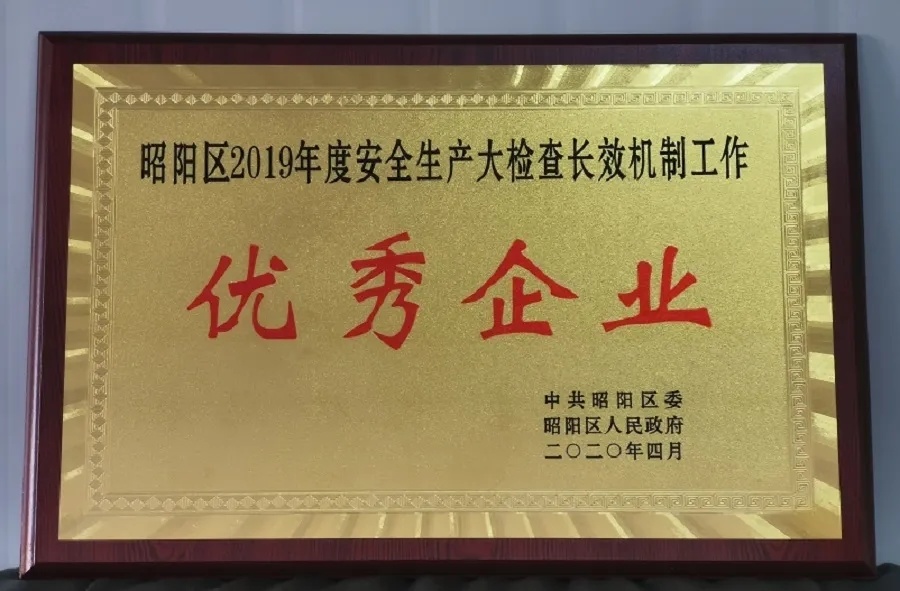 昭阳区2019年度安全生产大检查长效机制工作
优秀企业
中共昭阳区委
昭阳区人民政府
二〇二〇年四月